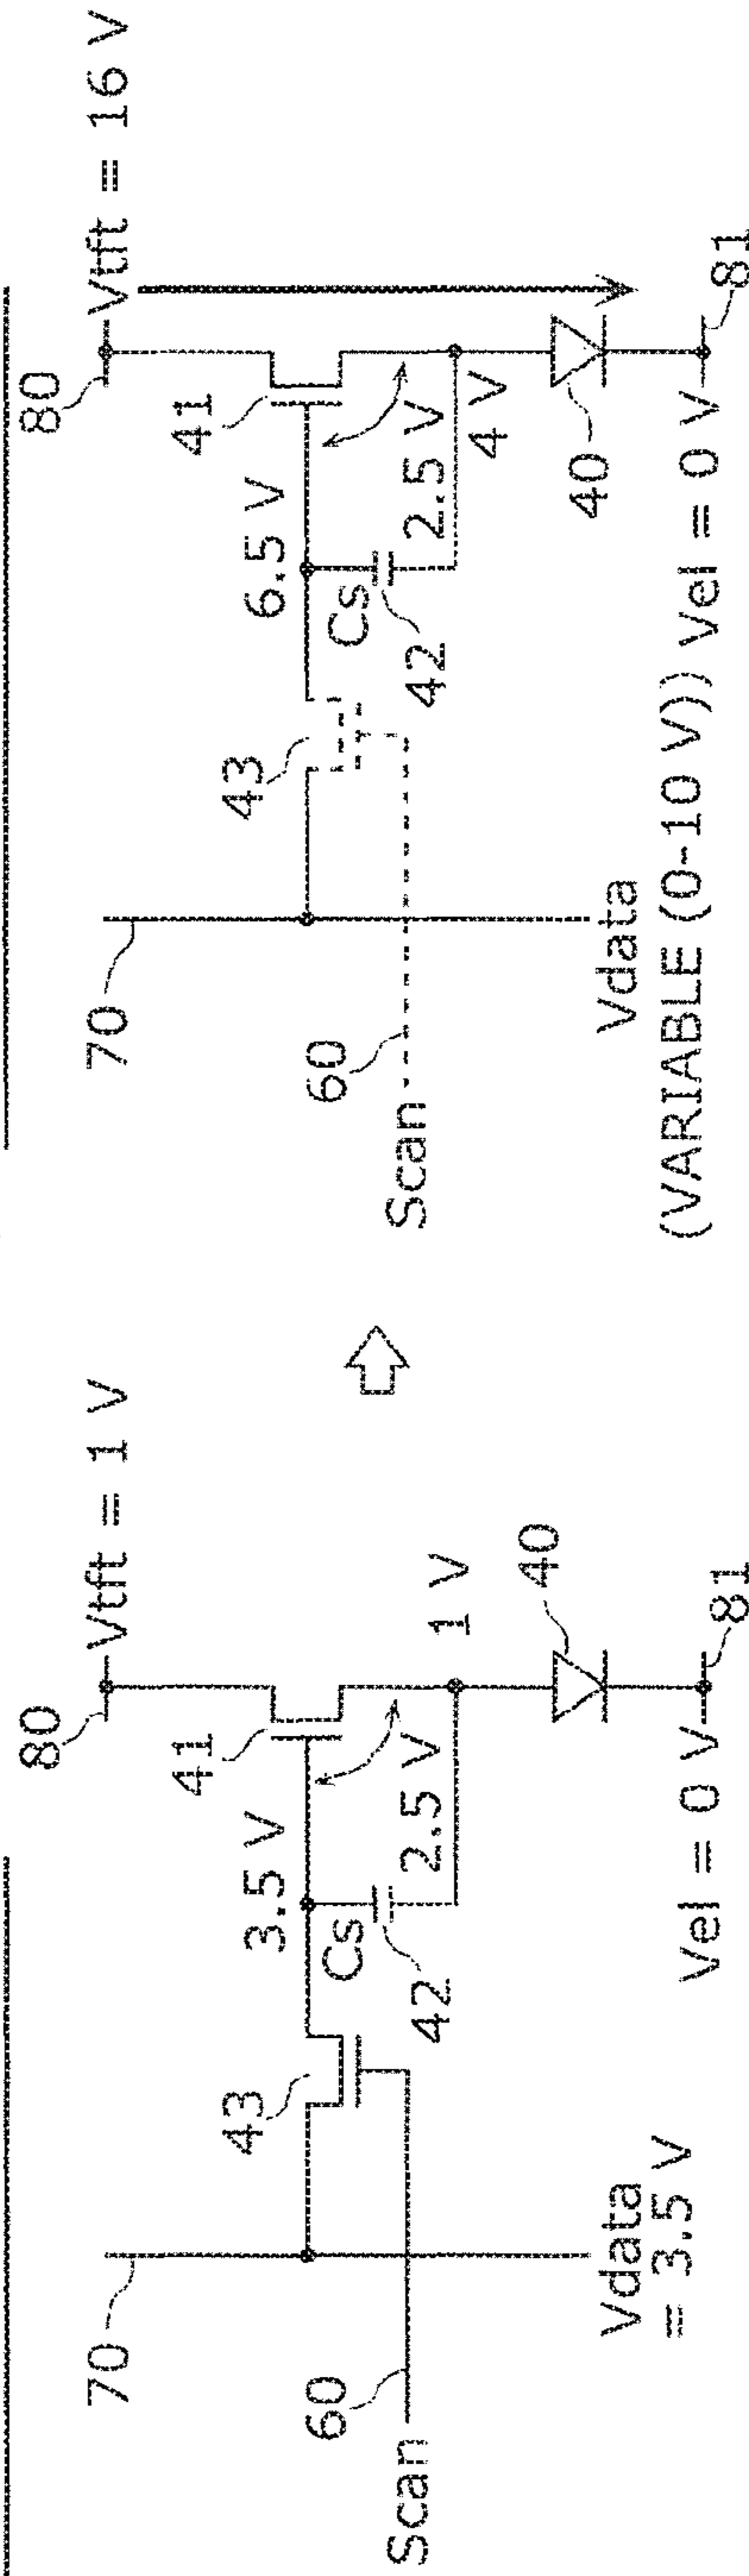 80
Vtft = 1 V
70
43
3.5 V
41
Cs
2.5 V
1 V
42
60
Scan
40
Vdata
= 3.5 V
Vel = 0 V
81
80
Vtft = 16 V
70
43
6.5 V
41
Cs
2.5 V
4 V
42
60
Scan
40
Vdata
(VARIABLE (0-10 V))
Vel = 0 V
81